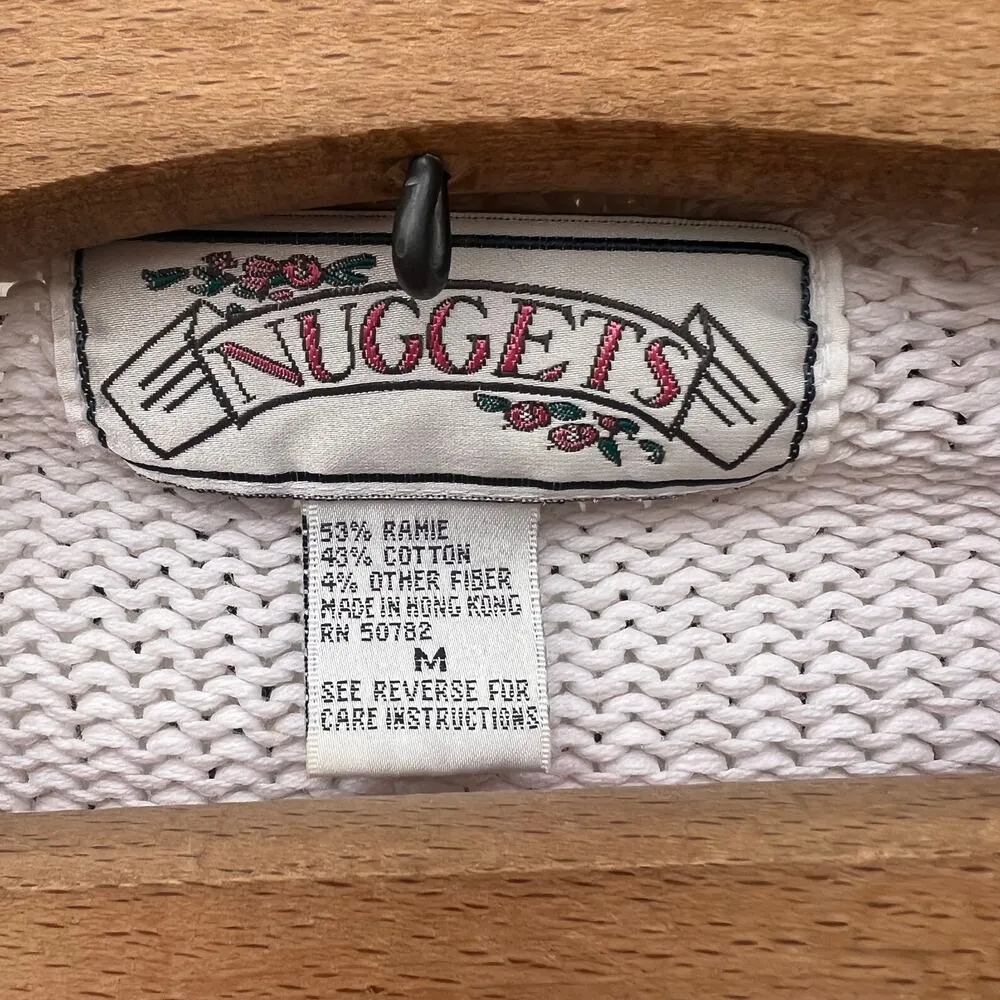 NUGGETS
53% RAMIE
43% COTTON
4% OTHER FIBER
MADE IN HONG KONG
RN 50782
M
SEE REVERSE FOR
CARE INSTRUCTIONS